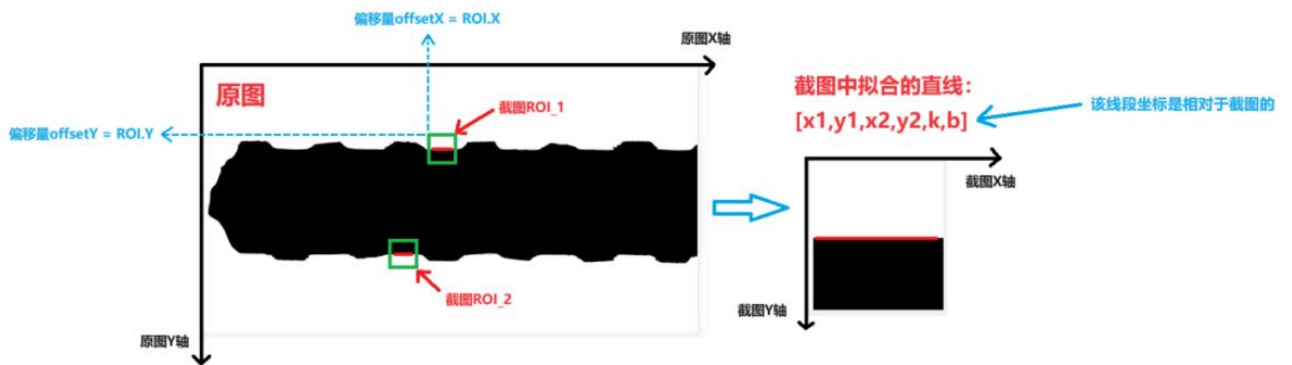 偏移量offsetX = ROI.X
原图X轴
原图
截图ROI_1
偏移量offsetY = ROI.Y
截图ROI_2
原图Y轴
截图中拟合的直线：
[x1,y1,x2,y2,k,b]
该线段坐标是相对于截图的
截图X轴
截图Y轴